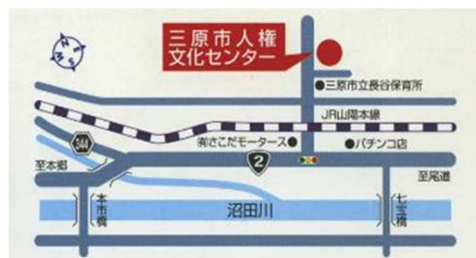 三原市人権
文化センター
●三原市立長谷保育所
JR山陽本線
㈲さこだモータース●
●パチンコ店
344
2
至本郷
至尾道
本市橋
沼田川
七宝橋